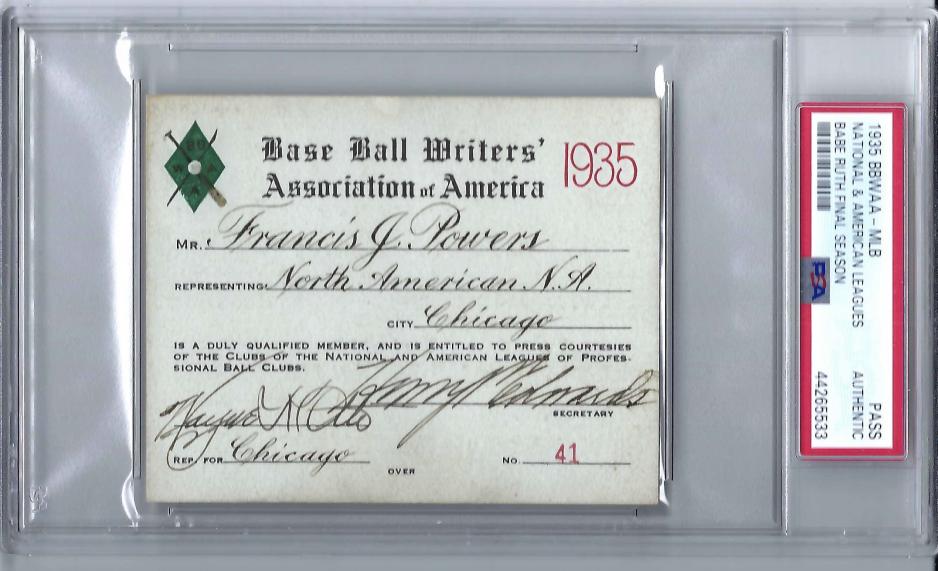 Base Ball Writers'
Association of America
1935
MR. Francis J. Powers
REPRESENTING North American N.A.
CITY Chicago
IS A DULY QUALIFIED MEMBER, AND IS ENTITLED TO PRESS COURTESIES
OF THE CLUBS OF THE NATIONAL AND AMERICAN LEAGUES OF PROFES-
SIONAL BALL CLUBS.
Henry P. Edwards
SECRETARY
REP. FOR Chicago
No. 41
OVER
1935 BBWAA - MLB
NATIONAL & AMERICAN LEAGUES
BABE RUTH FINAL SEASON
PSA
PASS
AUTHENTIC
44265533